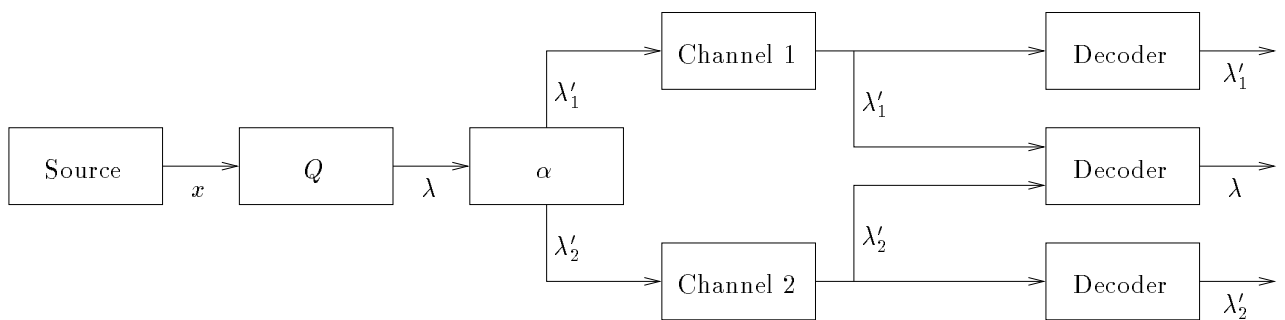 Channel 1
Decoder
λ′₁
λ′₁
λ′₁
Source
Q
α
Decoder
x
λ
λ
λ′₂
λ′₂
Channel 2
Decoder
λ′₂